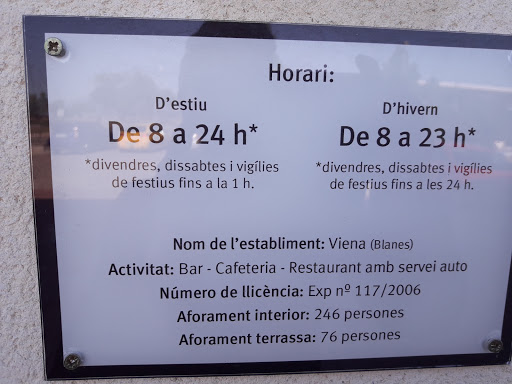 Horari:
D'estiu
De 8 a 24 h*
*divendres, dissabtes i vigílies
de festius fins a la 1 h.
D'hivern
De 8 a 23 h*
*divendres, dissabtes i vigílies
de festius fins a les 24 h.
Nom de l'establiment: Viena (Blanes)
Activitat: Bar - Cafeteria - Restaurant amb servei auto
Número de llicència: Exp nº 117/2006
Aforament interior: 246 persones
Aforament terrassa: 76 persones